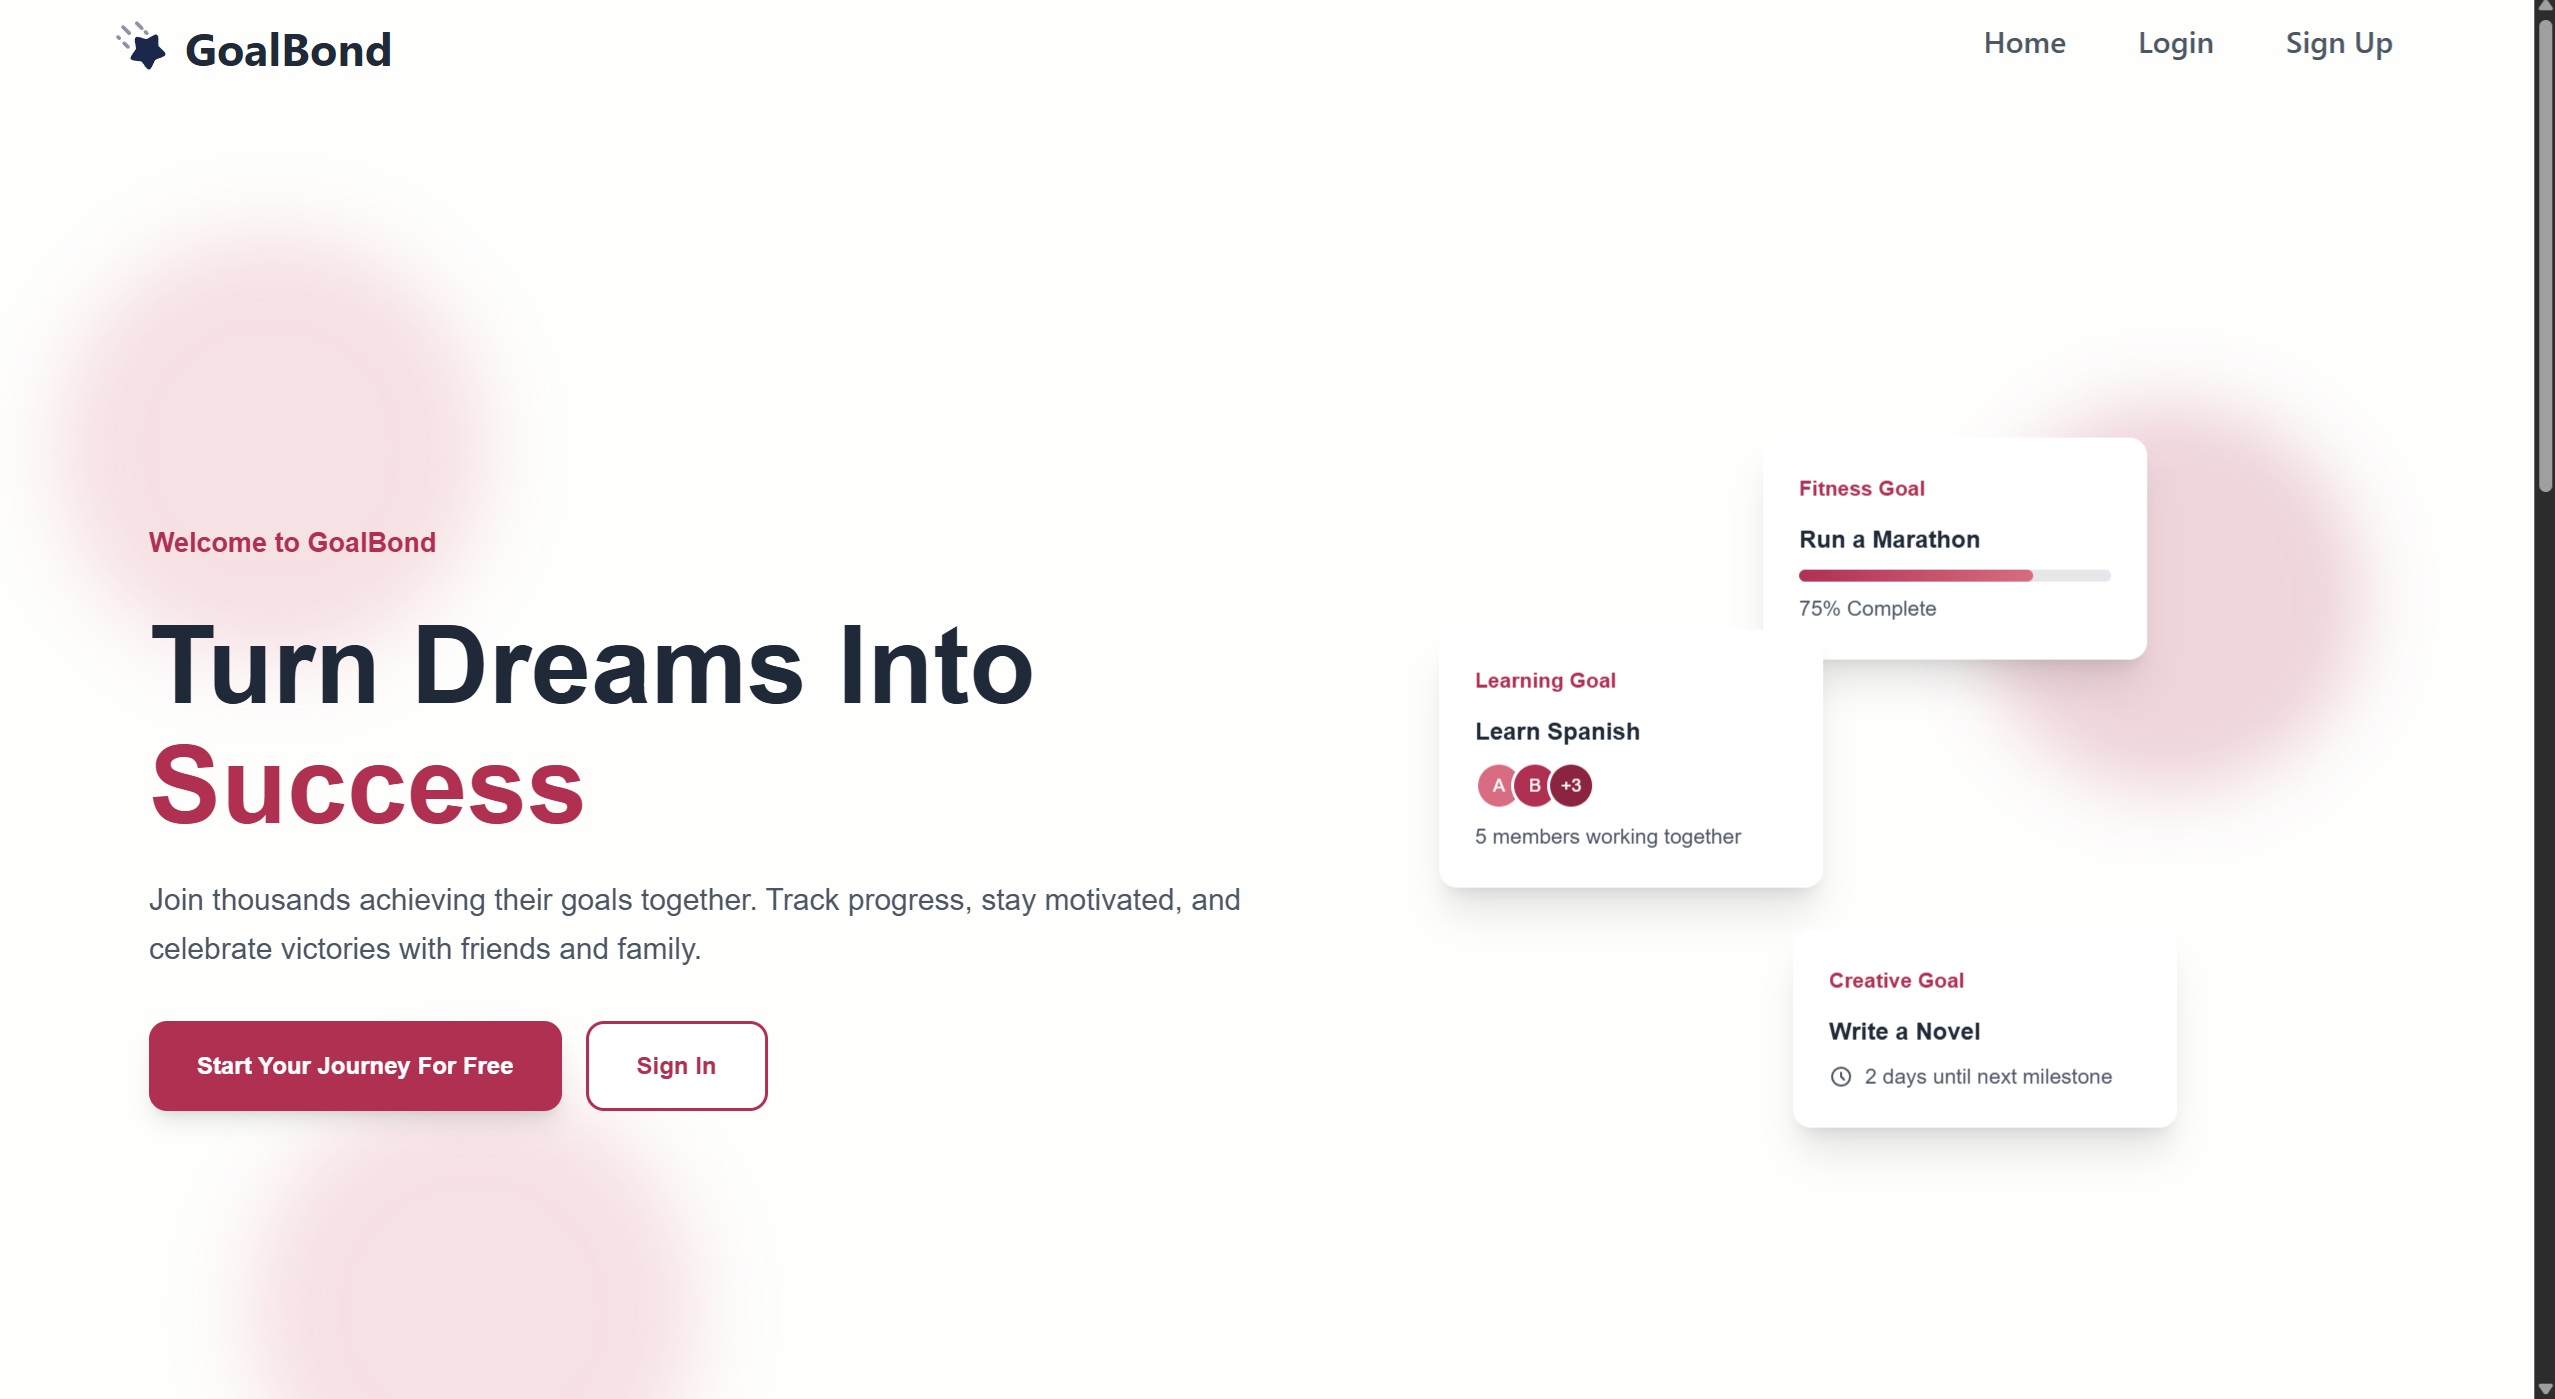 GoalBond
Home
Login
Sign Up
Welcome to GoalBond
Turn Dreams Into
Success
Join thousands achieving their goals together. Track progress, stay motivated, and
celebrate victories with friends and family.
Start Your Journey For Free
Sign In
Fitness Goal
Run a Marathon
75% Complete
Learning Goal
Learn Spanish
A B +3
5 members working together
Creative Goal
Write a Novel
2 days until next milestone